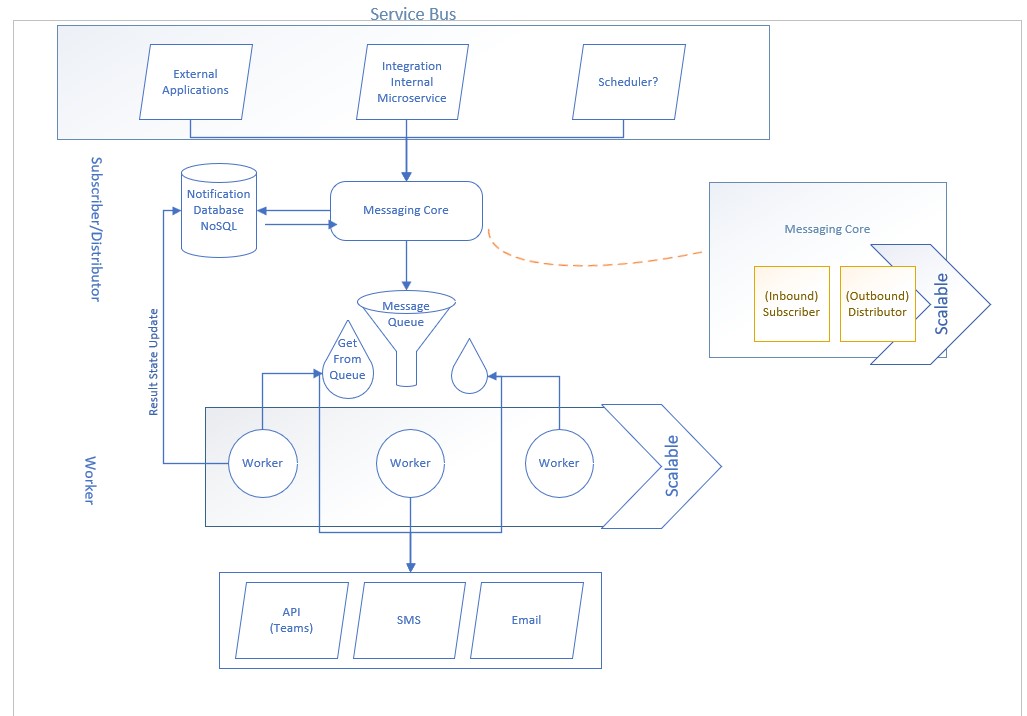 Service Bus
External
Applications
Integration
Internal
Microservice
Scheduler?
Subscriber/Distributor
Notification
Database
NoSQL
Messaging Core
Messaging Core
(Inbound)
Subscriber
(Outbound)
Distributor
Scalable
Message
Queue
Get
From
Queue
Result State Update
Worker
Worker
Worker
Worker
Scalable
API
(Teams)
SMS
Email